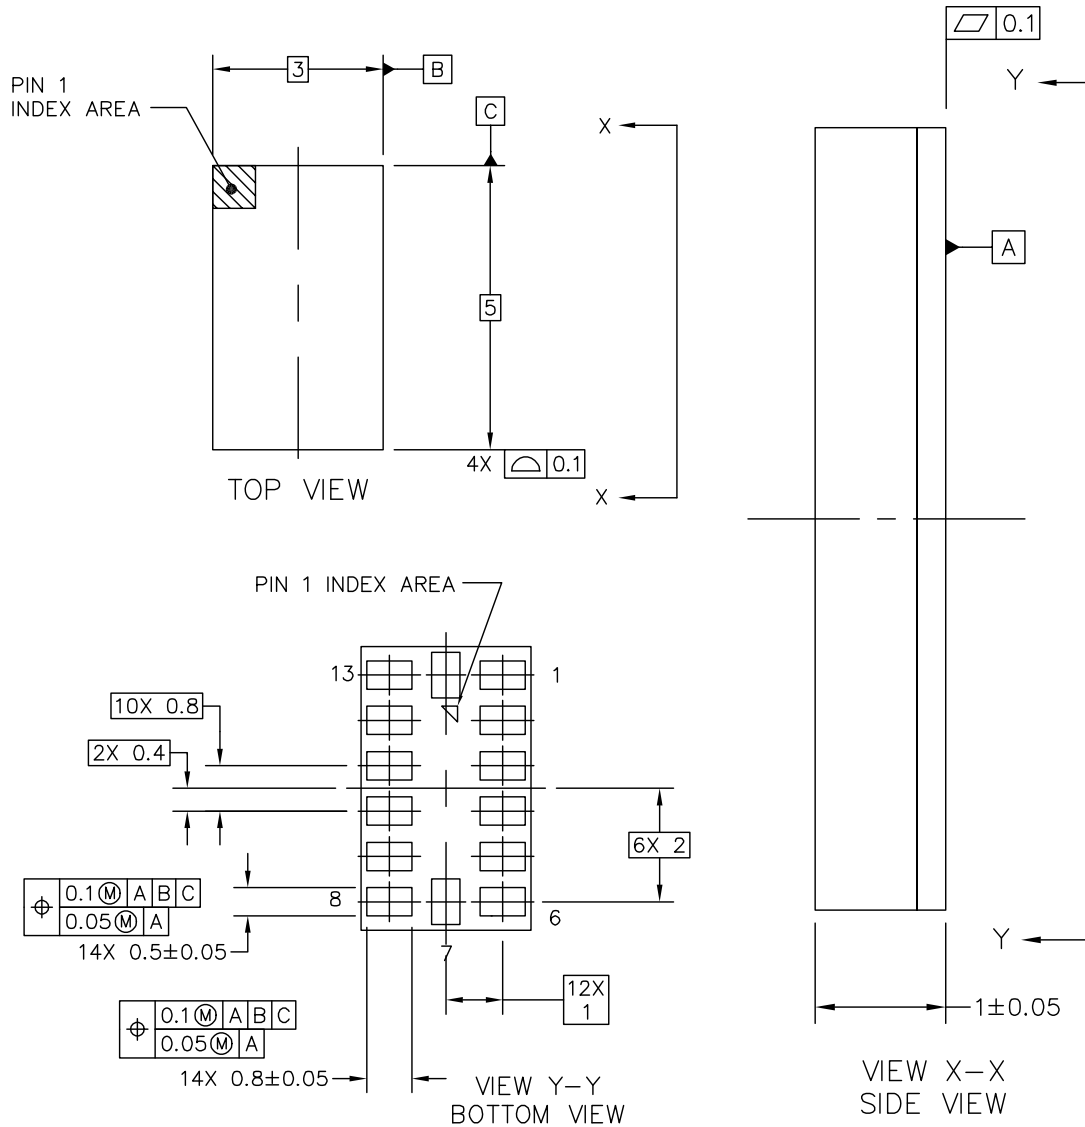 0.1
Y
3
B
PIN 1
INDEX AREA
C
X
A
5
4X 0.1
TOP VIEW
X
PIN 1 INDEX AREA
13
1
10X 0.8
2X 0.4
6X 2
0.1 Ⓜ A B C
0.05 Ⓜ A
8
6
14X 0.5±0.05
7
Y
12X
1
0.1 Ⓜ A B C
0.05 Ⓜ A
1±0.05
14X 0.8±0.05
VIEW Y–Y
BOTTOM VIEW
VIEW X–X
SIDE VIEW